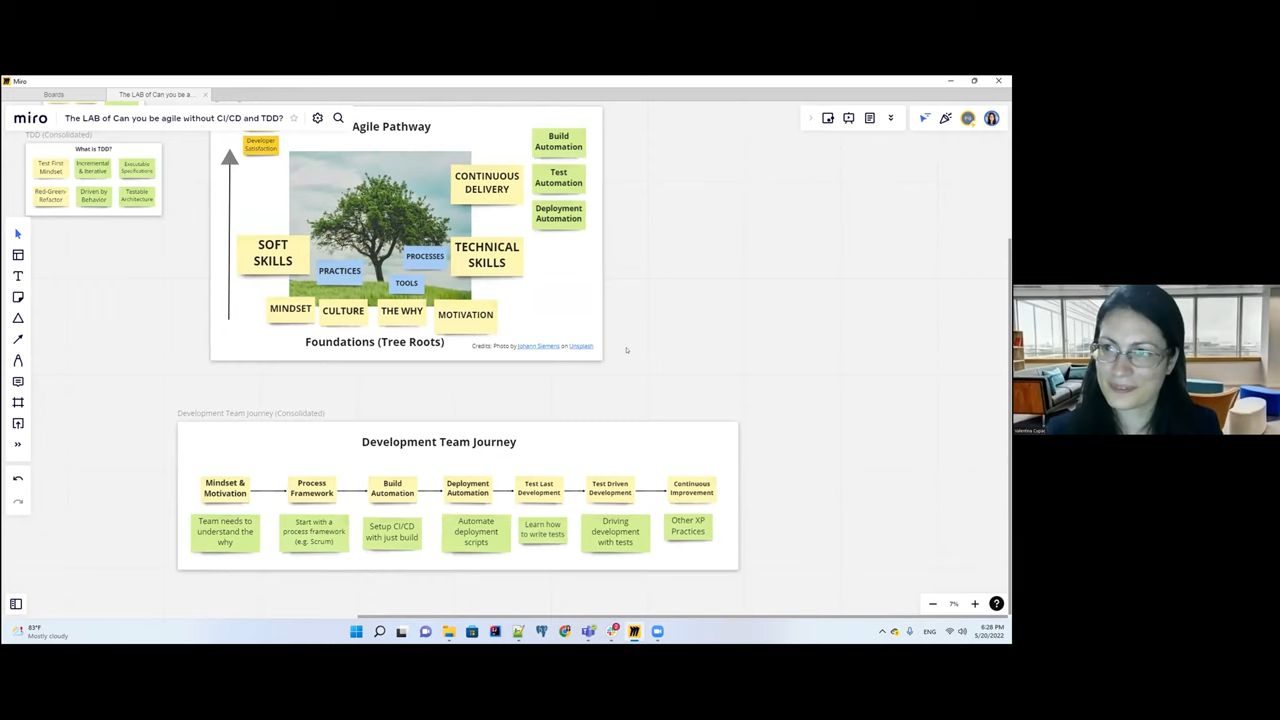 Miro
Boards
The LAB of Can you be a...
miro
The LAB of Can you be agile without CI/CD and TDD?
TDD (Consolidated)
What is TDD?
Test First
Mindset
Incremental
& Iterative
Executable
Specifications
Red-Green-
Refactor
Driven by
Behavior
Testable
Architecture
Agile Pathway
Developer
Satisfaction
Build
Automation
CONTINUOUS
DELIVERY
Test
Automation
Deployment
Automation
SOFT
SKILLS
PRACTICES
PROCESSES
TOOLS
TECHNICAL
SKILLS
MINDSET
CULTURE
THE WHY
MOTIVATION
Foundations (Tree Roots)
Credits: Photo by Johann Siemens on Unsplash
Development Team Journey (Consolidated)
Development Team Journey
Mindset &
Motivation
Process
Framework
Build
Automation
Deployment
Automation
Test Last
Development
Test Driven
Development
Continuous
Improvement
Team needs to
understand the
why
Start with a
process framework
(e.g. Scrum)
Setup CI/CD
with just build
Automate
deployment
scripts
Learn how
to write tests
Driving
development
with tests
Other XP
Practices
7%
83°F
Mostly cloudy
ENG
6:28 PM
5/20/2022
Valentina Cupać